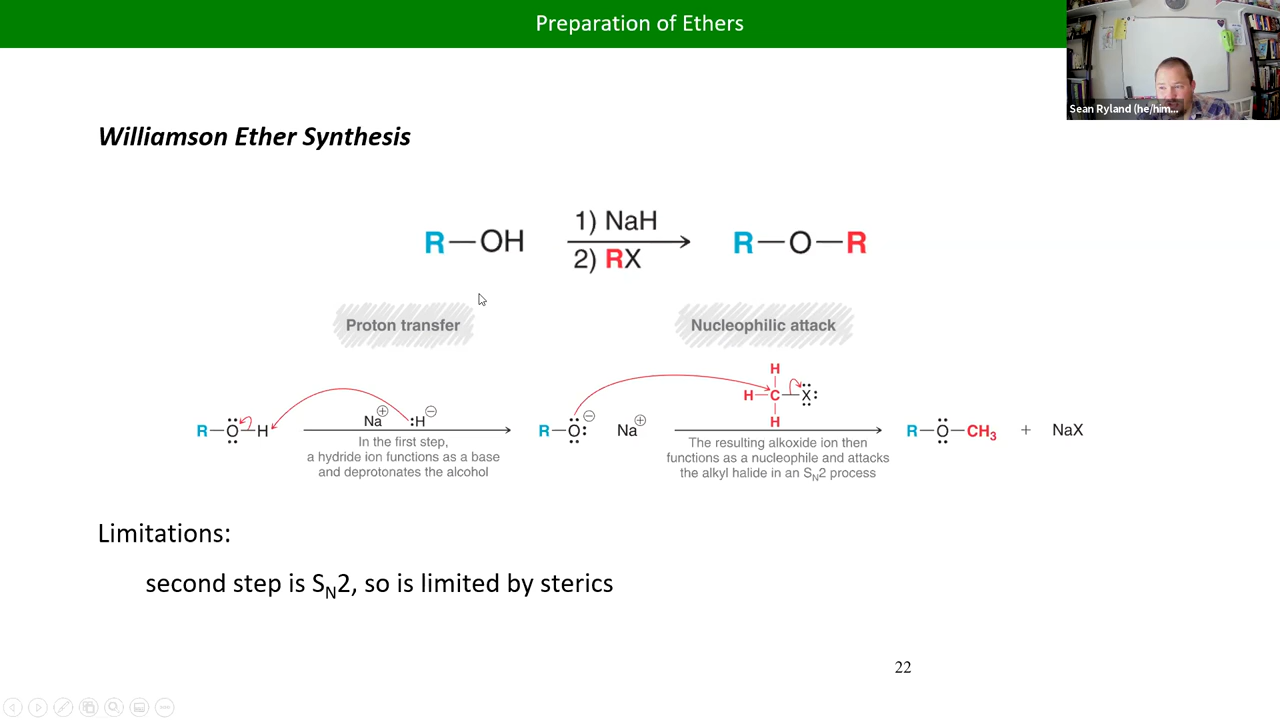 Preparation of Ethers
Sean Ryland (he/him...
Williamson Ether Synthesis
R—OH
1) NaH
2) RX
R—O—R
Proton transfer
Nucleophilic attack
R—O—H
Na⊕ :H⊖
In the first step,
a hydride ion functions as a base
and deprotonates the alcohol
R—O:⊖ Na⊕
H
H—C—X:
H
The resulting alkoxide ion then
functions as a nucleophile and attacks
the alkyl halide in an SN2 process
R—O—CH3 + NaX
Limitations:
second step is SN2, so is limited by sterics
22